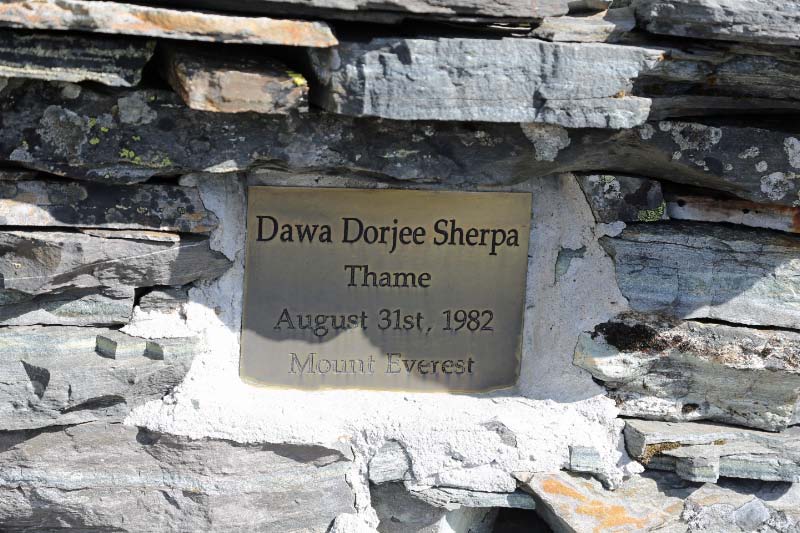 Dawa Dorjee Sherpa
Thame
August 31st, 1982
Mount Everest